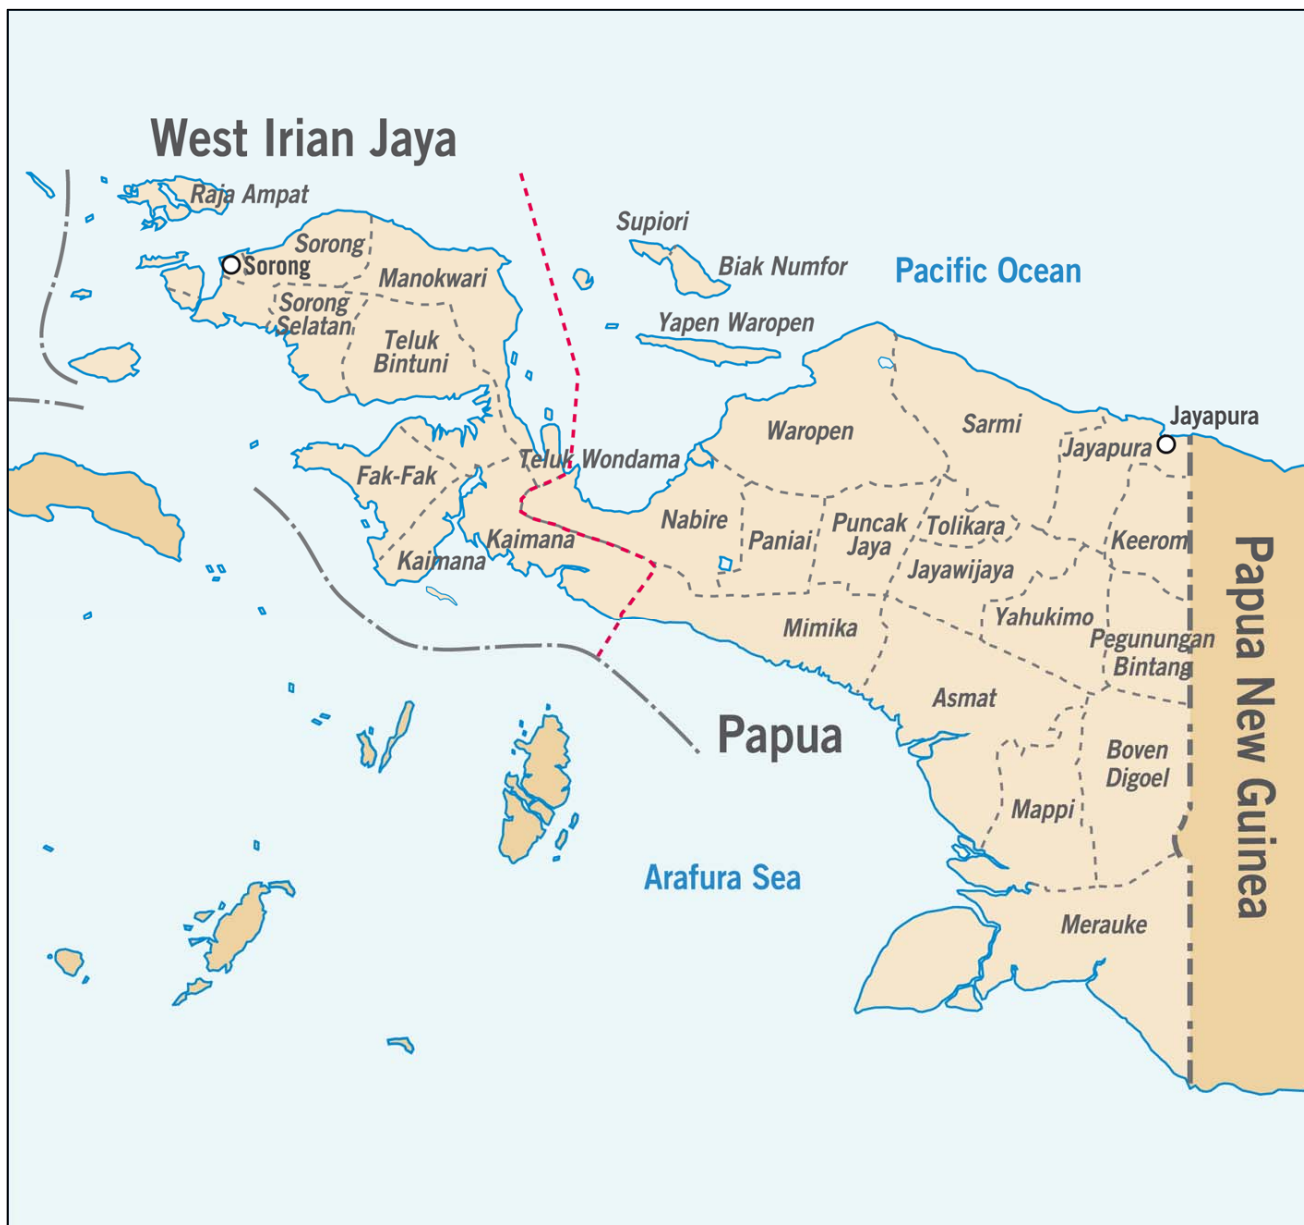 West Irian Jaya
Raja Ampat
Supiori
Sorong
Sorong
Manokwari
Biak Numfor
Pacific Ocean
Sorong
Selatan
Teluk
Bintuni
Yapen Waropen
Waropen
Sarmi
Jayapura
Jayapura
Fak-Fak
Teluk Wondama
Nabire
Paniai
Puncak
Jaya
Tolikara
Keerom
Kaimana
Kaimana
Jayawijaya
Yahukimo
Mimika
Pegunungan
Bintang
Asmat
Papua
Boven
Digoel
Mappi
Papua New Guinea
Arafura Sea
Merauke